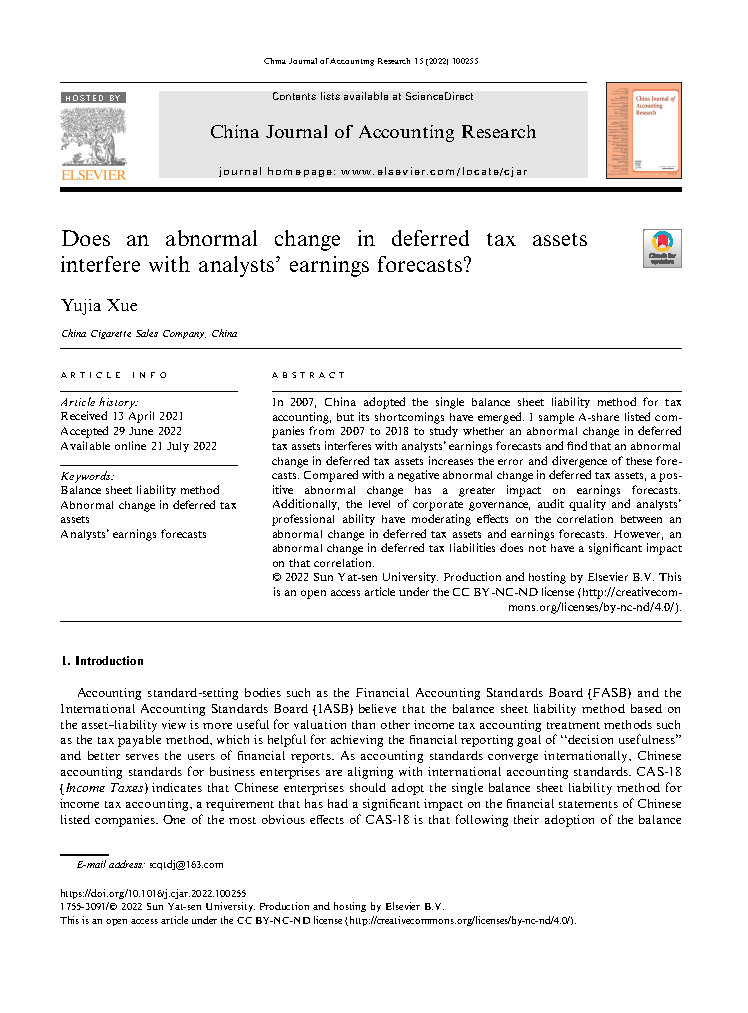 China Journal of Accounting Research 15 (2022) 100255
HOSTED BY
ELSEVIER
Contents lists available at ScienceDirect
China Journal of Accounting Research
journal homepage: www.elsevier.com/locate/cjar
China Journal of
Accounting
Research
Does an abnormal change in deferred tax assets
interfere with analysts’ earnings forecasts?
Check for
updates
Yujia Xue
China Cigarette Sales Company, China
ARTICLE INFO
Article history:
Received 13 April 2021
Accepted 29 June 2022
Available online 21 July 2022
Keywords:
Balance sheet liability method
Abnormal change in deferred tax
assets
Analysts’ earnings forecasts
ABSTRACT
In 2007, China adopted the single balance sheet liability method for tax
accounting, but its shortcomings have emerged. I sample A-share listed com-
panies from 2007 to 2018 to study whether an abnormal change in deferred
tax assets interferes with analysts’ earnings forecasts and find that an abnormal
change in deferred tax assets increases the error and divergence of these fore-
casts. Compared with a negative abnormal change in deferred tax assets, a pos-
itive abnormal change has a greater impact on earnings forecasts.
Additionally, the level of corporate governance, audit quality and analysts’
professional ability have moderating effects on the correlation between an
abnormal change in deferred tax assets and earnings forecasts. However, an
abnormal change in deferred tax liabilities does not have a significant impact
on that correlation.
© 2022 Sun Yat-sen University. Production and hosting by Elsevier B.V. This
is an open access article under the CC BY-NC-ND license (http://creativecom-
mons.org/licenses/by-nc-nd/4.0/).
1. Introduction
Accounting standard-setting bodies such as the Financial Accounting Standards Board (FASB) and the
International Accounting Standards Board (IASB) believe that the balance sheet liability method based on
the asset–liability view is more useful for valuation than other income tax accounting treatment methods such
as the tax payable method, which is helpful for achieving the financial reporting goal of ‘‘decision usefulness”
and better serves the users of financial reports. As accounting standards converge internationally, Chinese
accounting standards for business enterprises are aligning with international accounting standards. CAS-18
(Income Taxes) indicates that Chinese enterprises should adopt the single balance sheet liability method for
income tax accounting, a requirement that has had a significant impact on the financial statements of Chinese
listed companies. One of the most obvious effects of CAS-18 is that following their adoption of the balance
E-mail address: scqtdj@163.com
https://doi.org/10.1016/j.cjar.2022.100255
1755-3091/© 2022 Sun Yat-sen University. Production and hosting by Elsevier B.V.
This is an open access article under the CC BY-NC-ND license (http://creativecommons.org/licenses/by-nc-nd/4.0/).